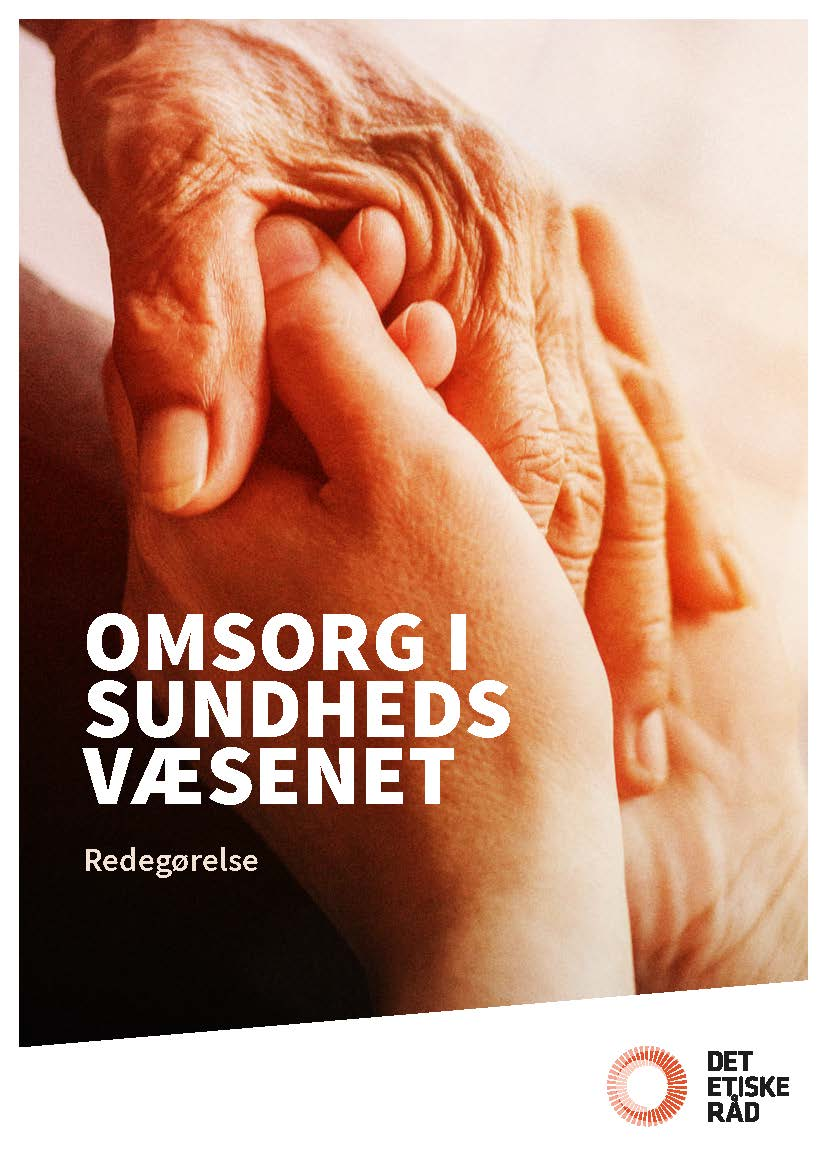 OMSORG I
SUNDHEDS
VÆSENET
Redegørelse
DET
ETISKE
RÅD